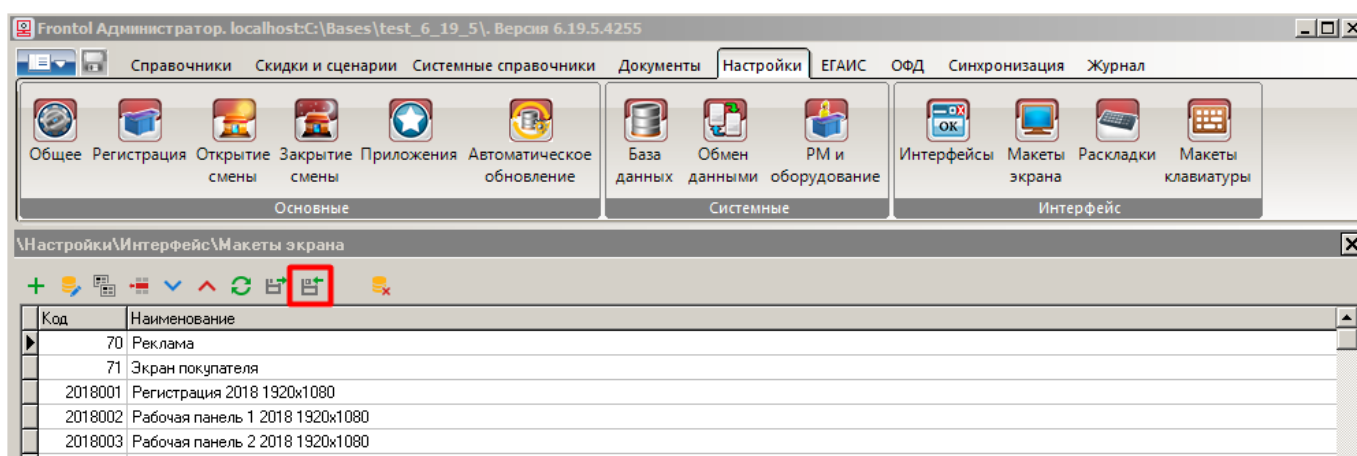 Frontol Администратор. localhost:C:\Bases\test_6_19_5\. Версия 6.19.5.4255
Справочники Скидки и сценарии Системные справочники Документы Настройки ЕГАИС ОФД Синхронизация Журнал
Общее Регистрация Открытие смены Закрытие смены Приложения Автоматическое обновление База данных Обмен данными РМ и оборудование Интерфейсы Макеты экрана Раскладки Макеты клавиатуры
Основные Системные Интерфейс
\Настройки\Интерфейс\Макеты экрана
Код Наименование
70 Реклама
71 Экран покупателя
2018001 Регистрация 2018 1920x1080
2018002 Рабочая панель 1 2018 1920x1080
2018003 Рабочая панель 2 2018 1920x1080